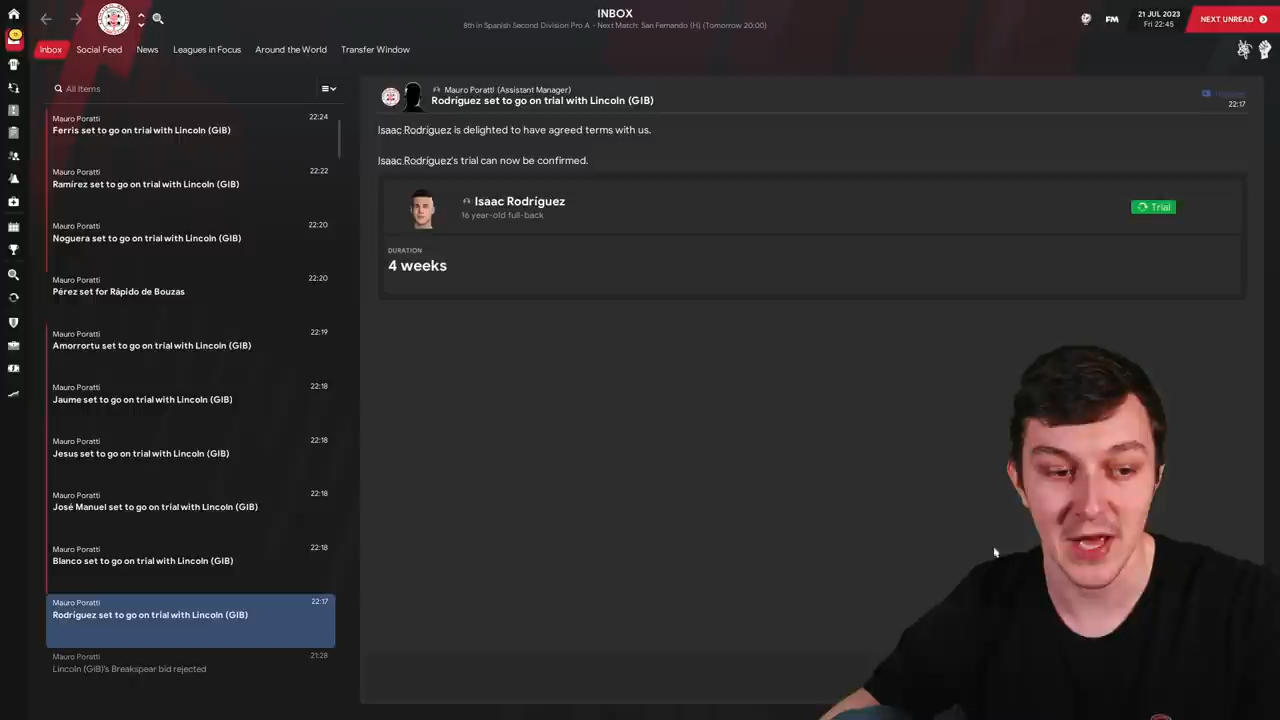 INBOX
8th in Spanish Second Division Pro A - Next Match: San Fernando (H) (Tomorrow 20:00)
FM
21 JUL 2023
Fri 22:45
NEXT UNREAD
Inbox
Social Feed
News
Leagues in Focus
Around the World
Transfer Window
All Items
Mauro Poratti
22:24
Ferris set to go on trial with Lincoln (GIB)
Mauro Poratti
22:22
Ramírez set to go on trial with Lincoln (GIB)
Mauro Poratti
22:20
Noguera set to go on trial with Lincoln (GIB)
Mauro Poratti
22:20
Pérez set for Rápido de Bouzas
Mauro Poratti
22:19
Amorrortu set to go on trial with Lincoln (GIB)
Mauro Poratti
22:18
Jaume set to go on trial with Lincoln (GIB)
Mauro Poratti
22:18
Jesus set to go on trial with Lincoln (GIB)
Mauro Poratti
22:18
José Manuel set to go on trial with Lincoln (GIB)
Mauro Poratti
22:18
Blanco set to go on trial with Lincoln (GIB)
Mauro Poratti
22:17
Rodríguez set to go on trial with Lincoln (GIB)
Mauro Poratti
21:28
Lincoln (GIB)'s Breakspear bid rejected
Mauro Poratti (Assistant Manager)
Rodríguez set to go on trial with Lincoln (GIB)
22:17
Isaac Rodríguez is delighted to have agreed terms with us.
Isaac Rodríguez's trial can now be confirmed.
Isaac Rodríguez
16 year-old full-back
Trial
DURATION
4 weeks